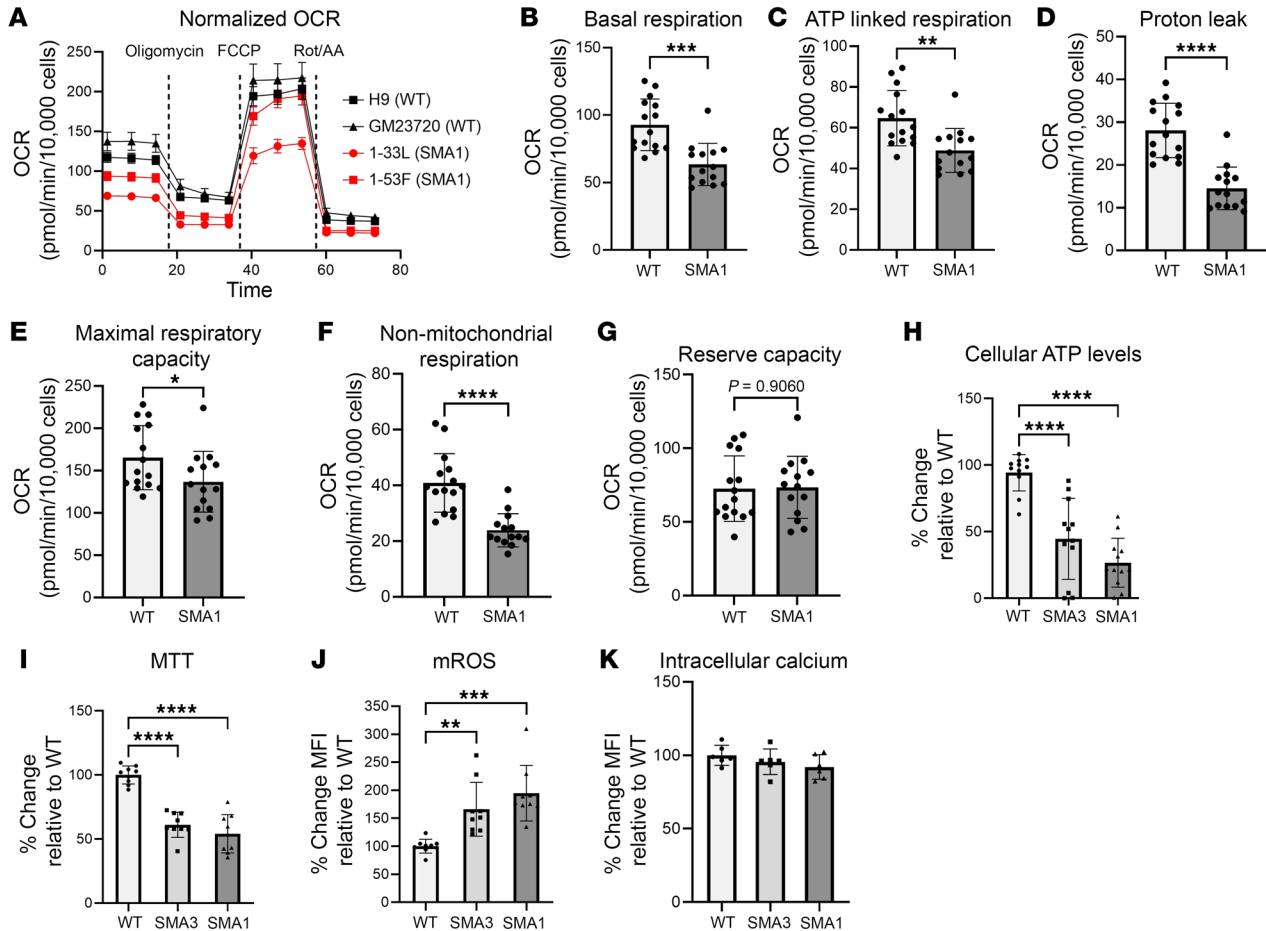 A
Normalized OCR
Oligomycin FCCP Rot/AA
OCR
(pmol/min/10,000 cells)
250
200
150
100
50
0
0 20 40 60 80
Time
H9 (WT)
GM23720 (WT)
1-33L (SMA1)
1-53F (SMA1)
B
Basal respiration
***
OCR
(pmol/min/10,000 cells)
150
100
50
0
WT SMA1
C
ATP linked respiration
**
OCR
(pmol/min/10,000 cells)
100
80
60
40
20
0
WT SMA1
D
Proton leak
****
OCR
(pmol/min/10,000 cells)
50
40
30
20
10
0
WT SMA1
E
Maximal respiratory
capacity
*
OCR
(pmol/min/10,000 cells)
250
200
150
100
50
0
WT SMA1
F
Non-mitochondrial
respiration
****
OCR
(pmol/min/10,000 cells)
80
60
40
20
0
WT SMA1
G
Reserve capacity
P = 0.9060
OCR
(pmol/min/10,000 cells)
150
100
50
0
WT SMA1
H
Cellular ATP levels
****
****
% Change
relative to WT
150
100
50
0
WT SMA3 SMA1
I
MTT
****
****
% Change
relative to WT
150
100
50
0
WT SMA3 SMA1
J
mROS
***
**
% Change MFI
relative to WT
350
300
250
200
150
100
50
0
WT SMA3 SMA1
K
Intracellular calcium
% Change MFI
relative to WT
150
100
50
0
WT SMA3 SMA1